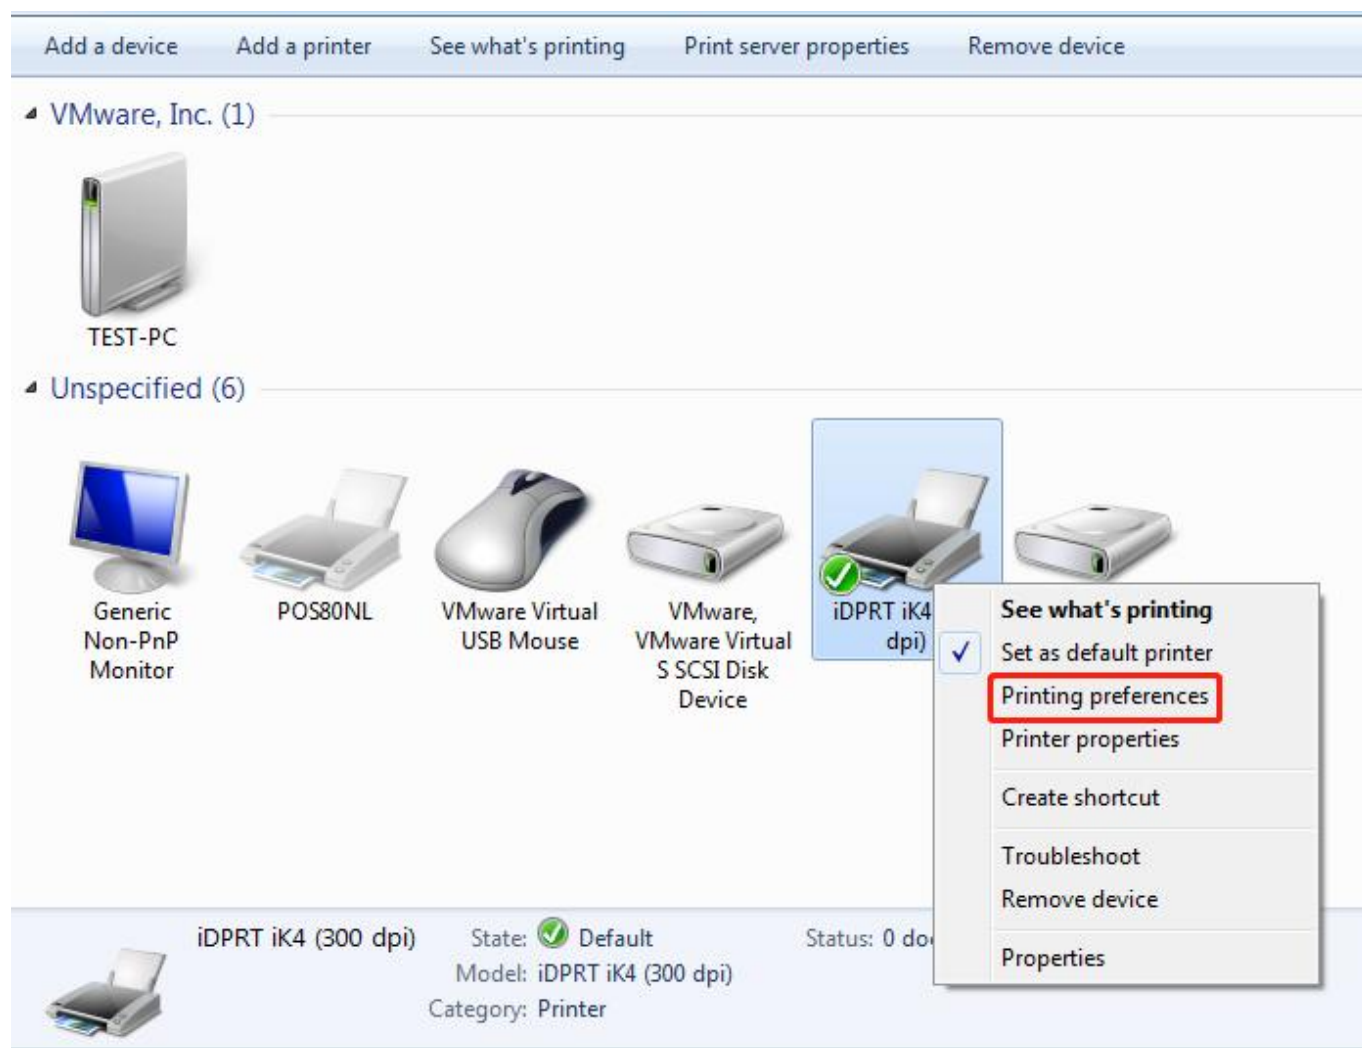 Add a device Add a printer See what's printing Print server properties Remove device
VMware, Inc. (1)
TEST-PC
Unspecified (6)
Generic
Non-PnP
Monitor
POS80NL
VMware Virtual
USB Mouse
VMware,
VMware Virtual
S SCSI Disk
Device
iDPRT iK4
dpi)
See what's printing
Set as default printer
Printing preferences
Printer properties
Create shortcut
Troubleshoot
Remove device
Properties
iDPRT iK4 (300 dpi) State: Default Status: 0 do
Model: iDPRT iK4 (300 dpi)
Category: Printer